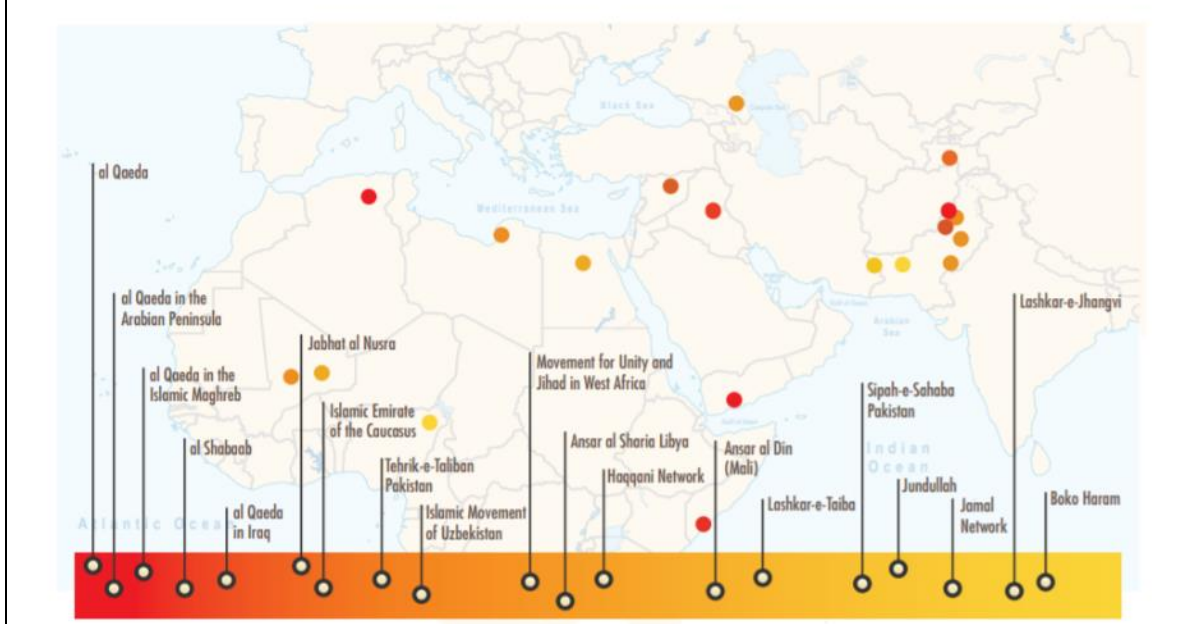 Black Sea
Caspian Sea
al Qaeda
Mediterranean Sea
al Qaeda in the
Arabian Peninsula
Lashkar-e-Jhangvi
Arabian
Sea
Jabhat al Nusra
Movement for Unity and
Jihad in West Africa
al Qaeda in the
Islamic Maghreb
Sipah-e-Sahaba
Pakistan
Islamic Emirate
of the Caucasus
al Shabaab
Ansar al Sharia Libya
Ansar al Din
(Mali)
Indian
Ocean
Tehrik-e-Taliban
Pakistan
Haqqani Network
Jundullah
Lashkar-e-Taiba
Jamal
Network
Boko Haram
al Qaeda
in Iraq
Islamic Movement
of Uzbekistan
Atlantic Ocean